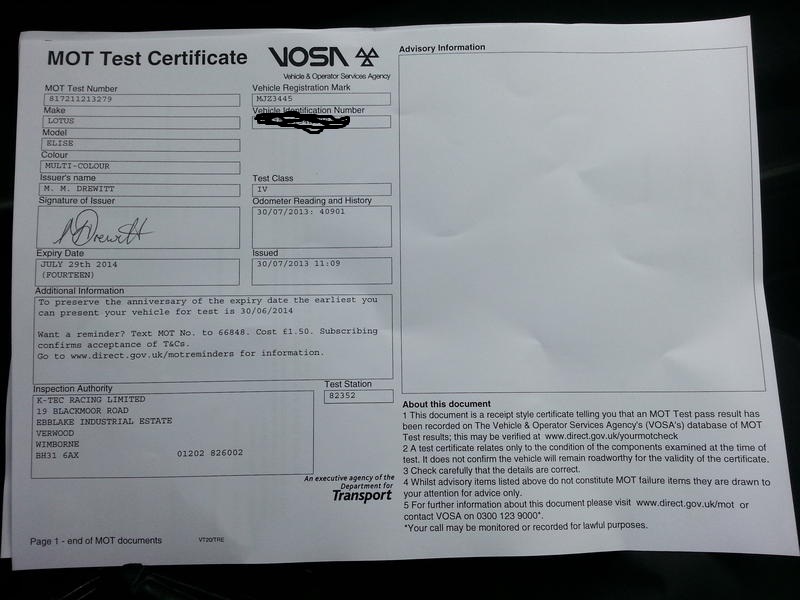 MOT Test Certificate
VOSA
Vehicle & Operator Services Agency
MOT Test Number
817211213279
Vehicle Registration Mark
MJZ3445
Make
LOTUS
Vehicle Identification Number
Model
ELISE
Colour
MULTI-COLOUR
Issuer's name
M. M. DREWITT
Test Class
IV
Signature of Issuer
MDrewitt
Odometer Reading and History
30/07/2013: 40901
Expiry Date
JULY 29th 2014
(FOURTEEN)
Issued
30/07/2013 11:09
Additional Information
To preserve the anniversary of the expiry date the earliest you
can present your vehicle for test is 30/06/2014
Want a reminder? Text MOT No. to 66848. Cost £1.50. Subscribing
confirms acceptance of T&Cs.
Go to www.direct.gov.uk/motreminders for information.
Inspection Authority
K-TEC RACING LIMITED
19 BLACKMOOR ROAD
EBBLAKE INDUSTRIAL ESTATE
VERWOOD
WIMBORNE
BH31 6AX 01202 826002
Test Station
82352
An executive agency of the
Department for
Transport
Page 1 - end of MOT documents
VT20/TRE
Advisory Information
About this document
1 This document is a receipt style certificate telling you that an MOT Test pass result has
been recorded on The Vehicle & Operator Services Agency's (VOSA's) database of MOT
Test results; this may be verified at www.direct.gov.uk/yourmotcheck
2 A test certificate relates only to the condition of the components examined at the time of
test. It does not confirm the vehicle will remain roadworthy for the validity of the certificate.
3 Check carefully that the details are correct.
4 Whilst advisory items listed above do not constitute MOT failure items they are drawn to
your attention for advice only.
5 For further information about this document please visit www.direct.gov.uk/mot or
contact VOSA on 0300 123 9000*.
*Your call may be monitored or recorded for lawful purposes.